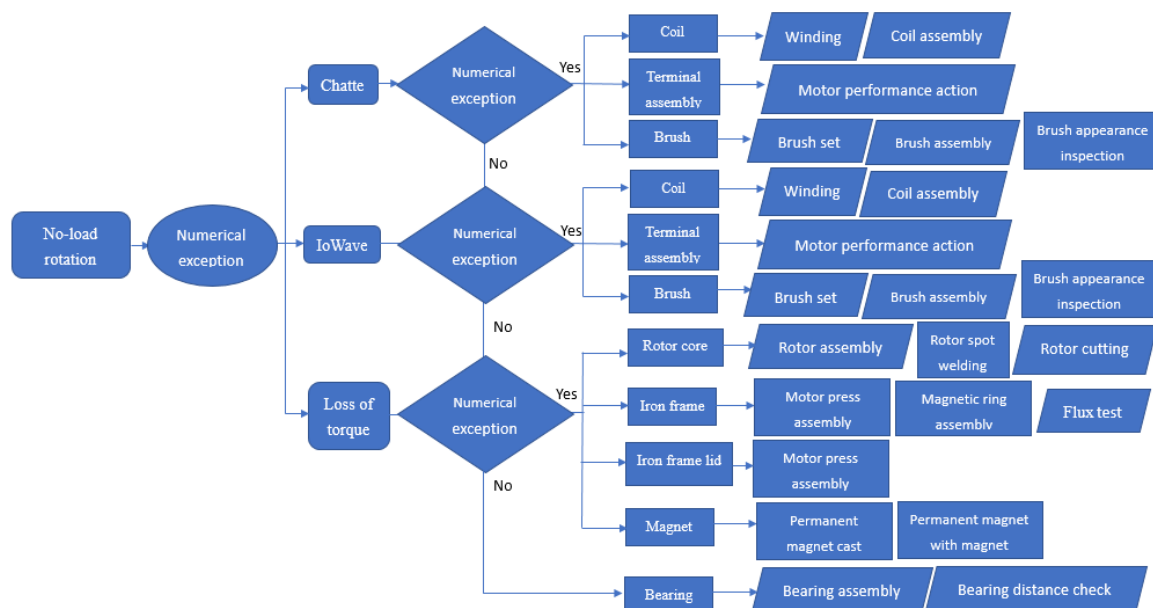 No-load
rotation
Numerical
exception
Chatte
Numerical
exception
Yes
No
Coil
Winding
Coil assembly
Terminal
assembly
Motor performance action
Brush
Brush set
Brush assembly
Brush appearance
inspection
IoWave
Numerical
exception
Yes
No
Coil
Winding
Coil assembly
Terminal
assembly
Motor performance action
Brush
Brush set
Brush assembly
Brush appearance
inspection
Loss of
torque
Numerical
exception
Yes
No
Rotor core
Rotor assembly
Rotor spot
welding
Rotor cutting
Iron frame
Motor press
assembly
Magnetic ring
assembly
Flux test
Iron frame lid
Motor press
assembly
Magnet
Permanent
magnet cast
Permanent magnet
with magnet
Bearing
Bearing assembly
Bearing distance check